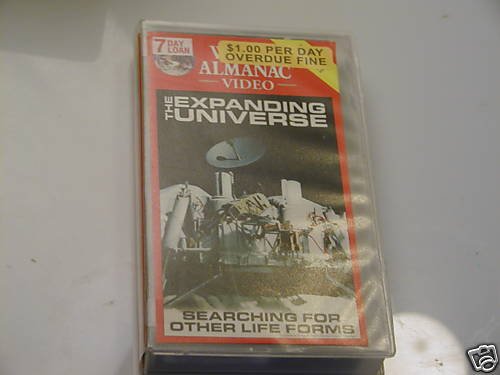 7 DAY
LOAN
$1.00 PER DAY
OVERDUE FINE
W
ALMANAC
VIDEO
THE EXPANDING
UNIVERSE
SEARCHING FOR
OTHER LIFE FORMS